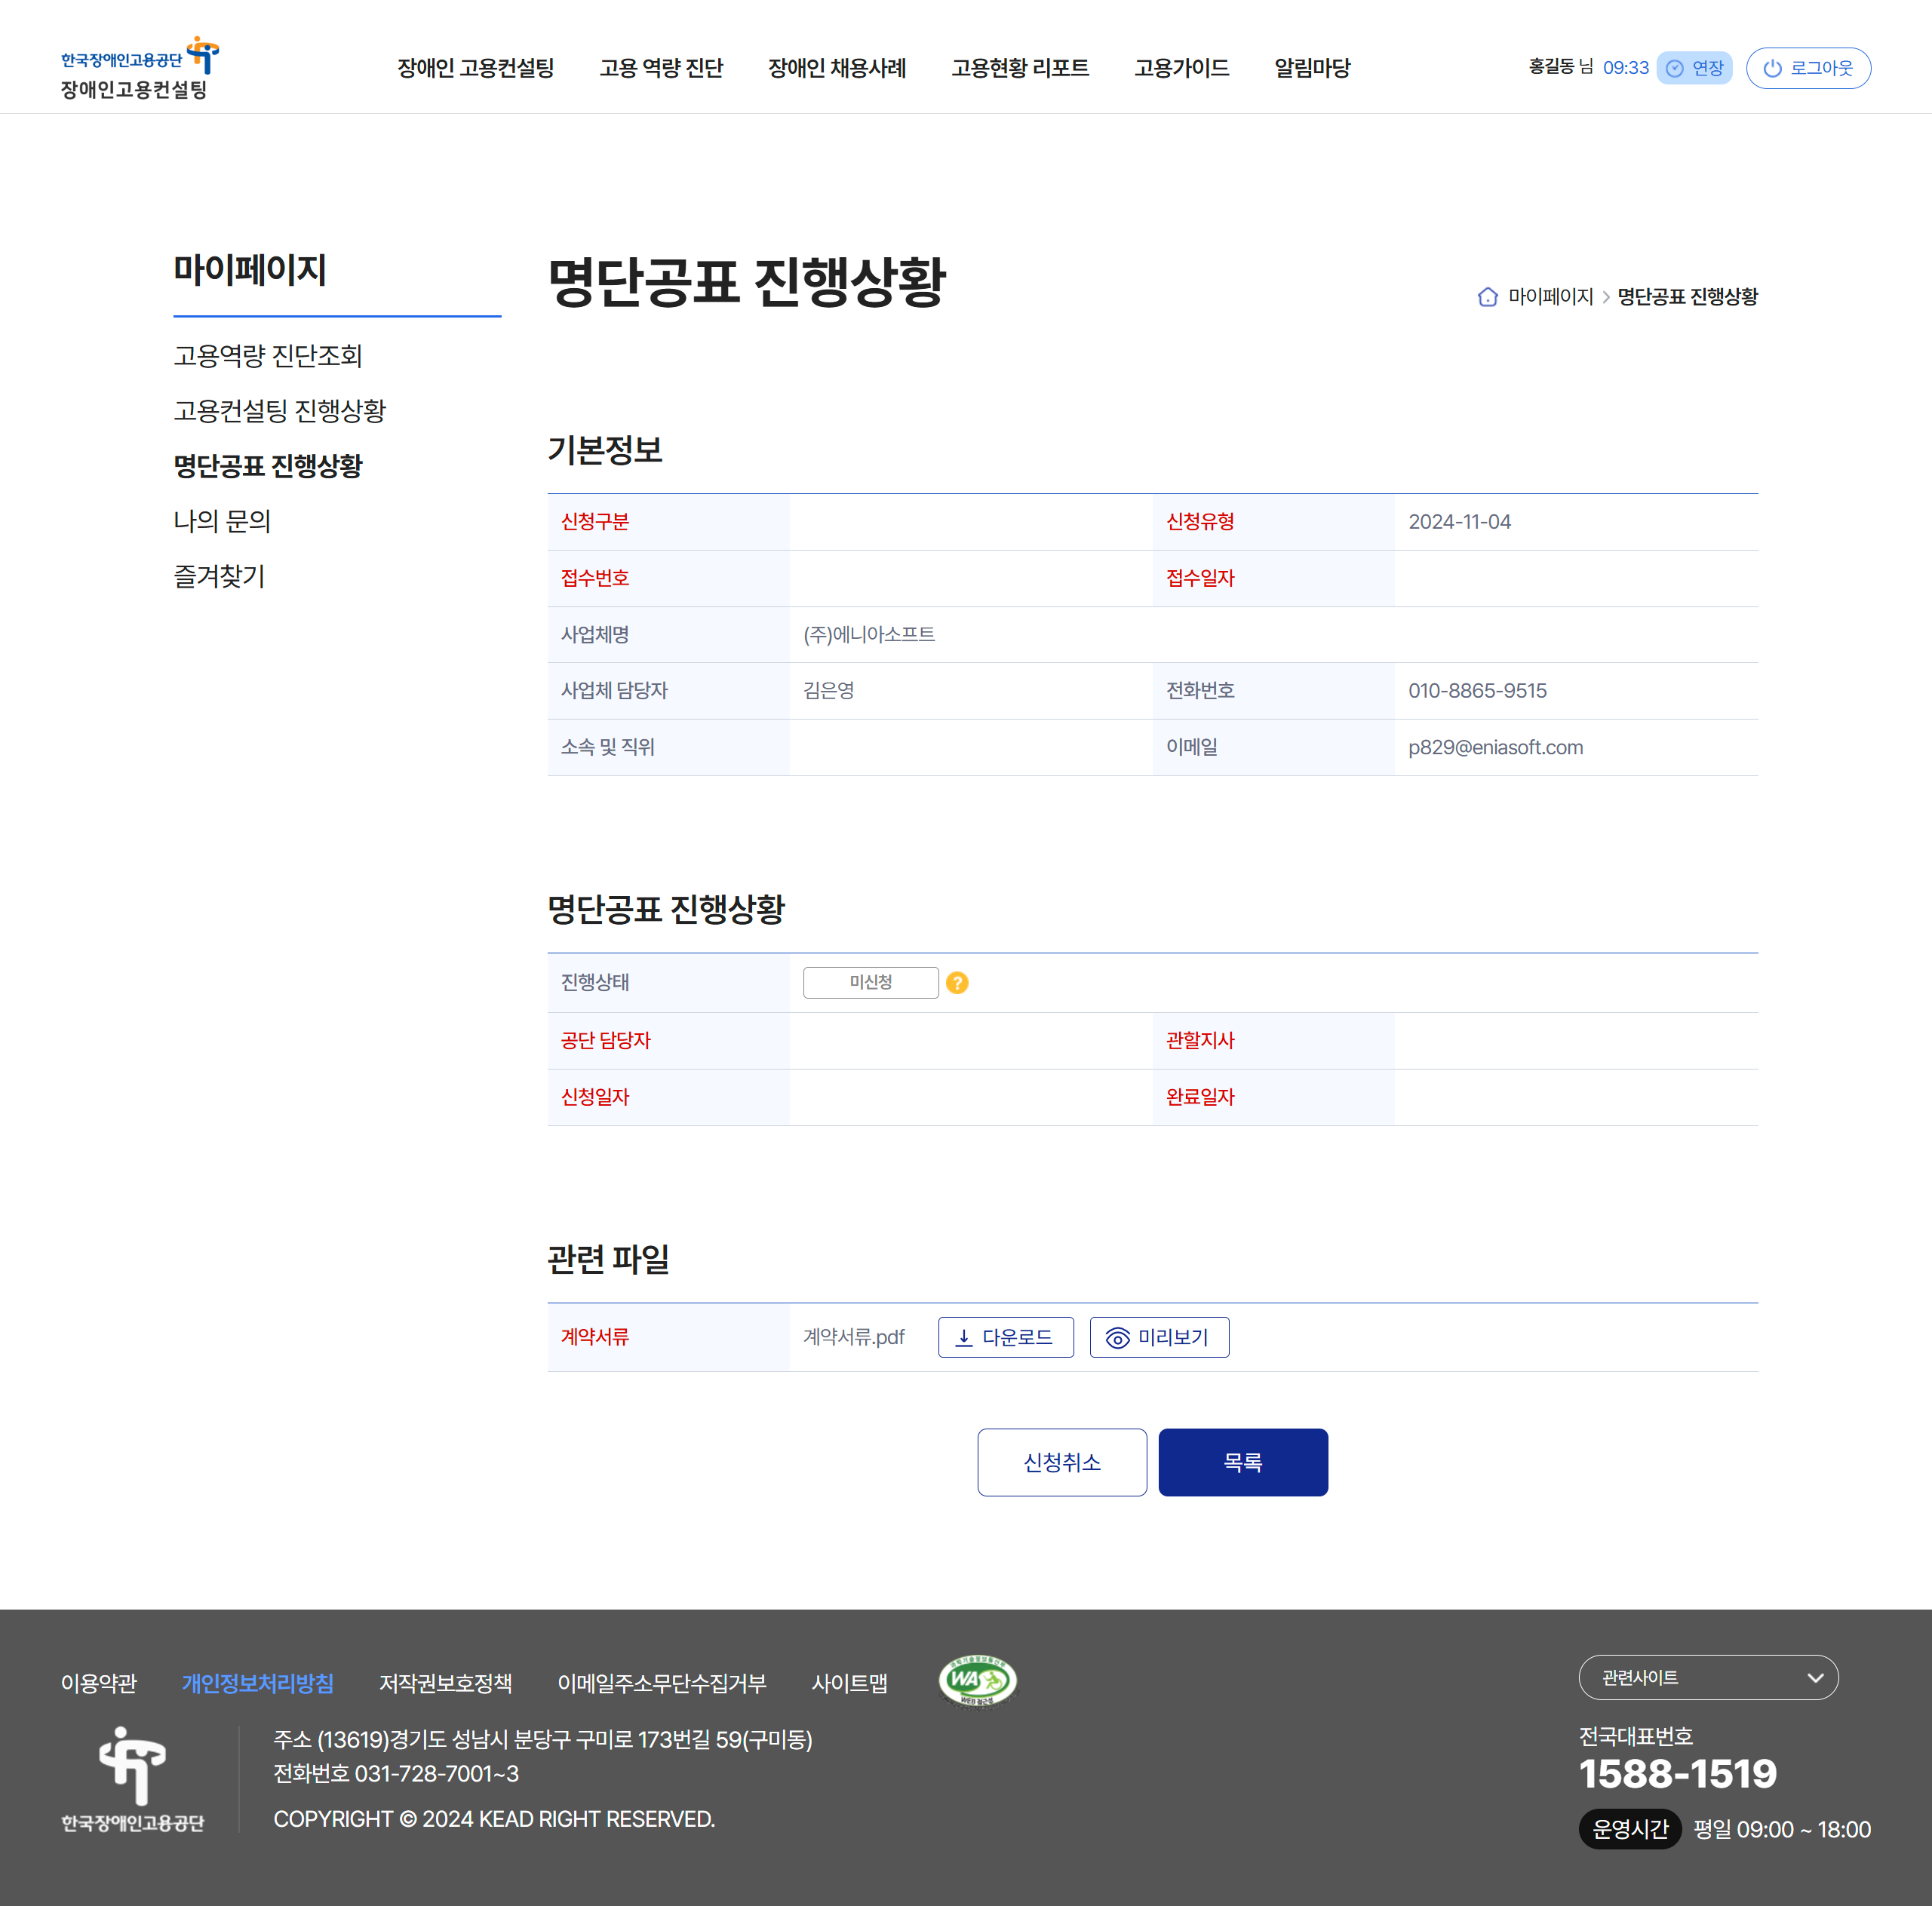 한국장애인고용공단
장애인고용컨설팅
장애인 고용컨설팅 고용 역량 진단 장애인 채용사례 고용현황 리포트 고용가이드 알림마당
홍길동 님 09:33 연장 로그아웃
마이페이지
고용역량 진단조회
고용컨설팅 진행상황
명단공표 진행상황
나의 문의
즐겨찾기
명단공표 진행상황
마이페이지 > 명단공표 진행상황
기본정보
신청구분 신청유형 2024-11-04
접수번호 접수일자
사업체명 (주)에니아소프트
사업체 담당자 김은영 전화번호 010-8865-9515
소속 및 직위 이메일 p829@eniasoft.com
명단공표 진행상황
진행상태 미신청 ?
공단 담당자 관할지사
신청일자 완료일자
관련 파일
계약서류 계약서류.pdf 다운로드 미리보기
신청취소 목록
이용약관 개인정보처리방침 저작권보호정책 이메일주소무단수집거부 사이트맵
WA
WEB 접근성
한국장애인고용공단
주소 (13619)경기도 성남시 분당구 구미로 173번길 59(구미동)
전화번호 031-728-7001~3
COPYRIGHT © 2024 KEAD RIGHT RESERVED.
관련사이트
전국대표번호
1588-1519
운영시간 평일 09:00 ~ 18:00